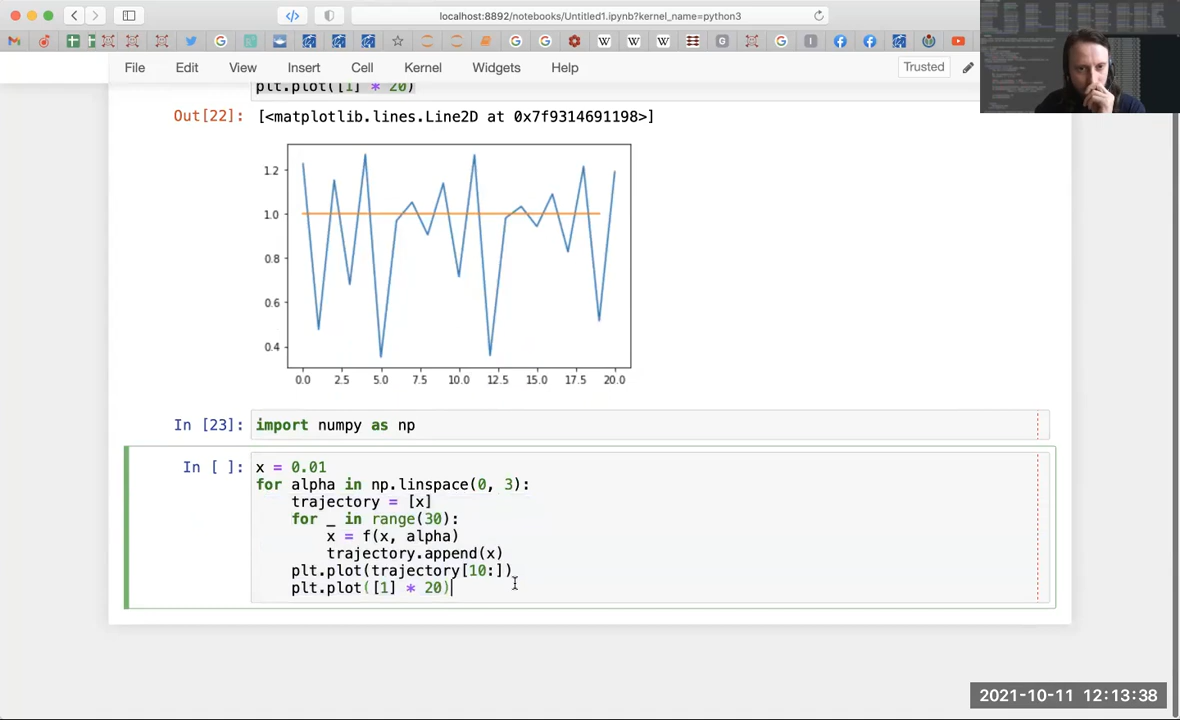 localhost:8892/notebooks/Untitled1.ipynb?kernel_name=python3
File Edit View Insert Cell Kernel Widgets Help Trusted
plt.plot([1] * 20)
Out[22]: [<matplotlib.lines.Line2D at 0x7f9314691198>]
1.2
1.0
0.8
0.6
0.4
0.0 2.5 5.0 7.5 10.0 12.5 15.0 17.5 20.0
In [23]: import numpy as np
In [ ]: x = 0.01
for alpha in np.linspace(0, 3):
trajectory = [x]
for _ in range(30):
x = f(x, alpha)
trajectory.append(x)
plt.plot(trajectory[10:])
plt.plot([1] * 20)
2021-10-11 12:13:38